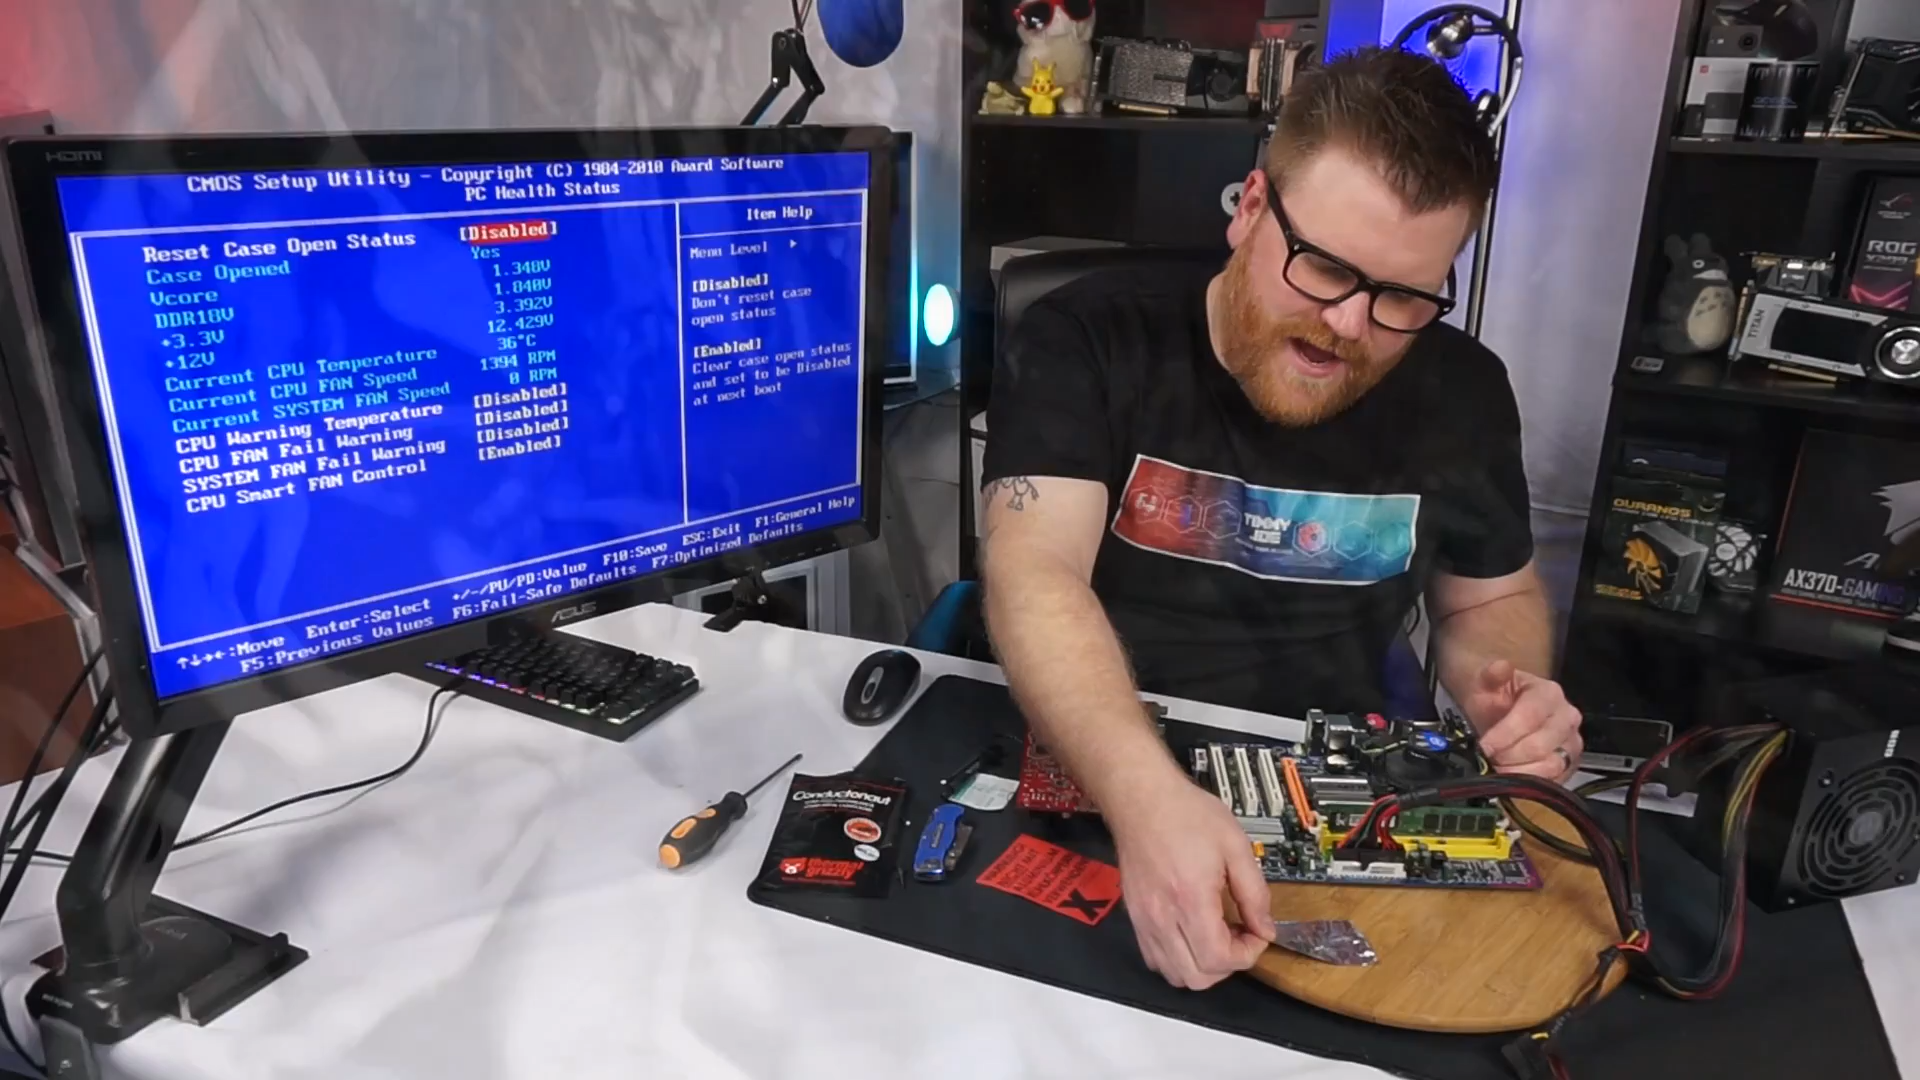 HDMI
CMOS Setup Utility - Copyright (C) 1984-2010 Award Software
PC Health Status
Reset Case Open Status [Disabled]
Case Opened Yes
Vcore 1.348V
DDR18V 1.840V
+3.3V 3.392V
+12V 12.429V
Current CPU Temperature 36°C
Current CPU FAN Speed 1394 RPM
Current SYSTEM FAN Speed 0 RPM
CPU Warning Temperature [Disabled]
CPU FAN Fail Warning [Disabled]
SYSTEM FAN Fail Warning [Disabled]
CPU Smart FAN Control [Enabled]
Item Help
Menu Level
[Disabled]
Don't reset case
open status
[Enabled]
Clear case open status
and set to be Disabled
at next boot
↑↓→←:Move Enter:Select +/-/PU/PD:Value F10:Save ESC:Exit F1:General Help
F5:Previous Values F6:Fail-Safe Defaults F7:Optimized Defaults
ASUS
TIMMY
JOE
Conductonaut
thermal
grizzly
X
TITAN
ROG
OURANOS
AX370-GAMING